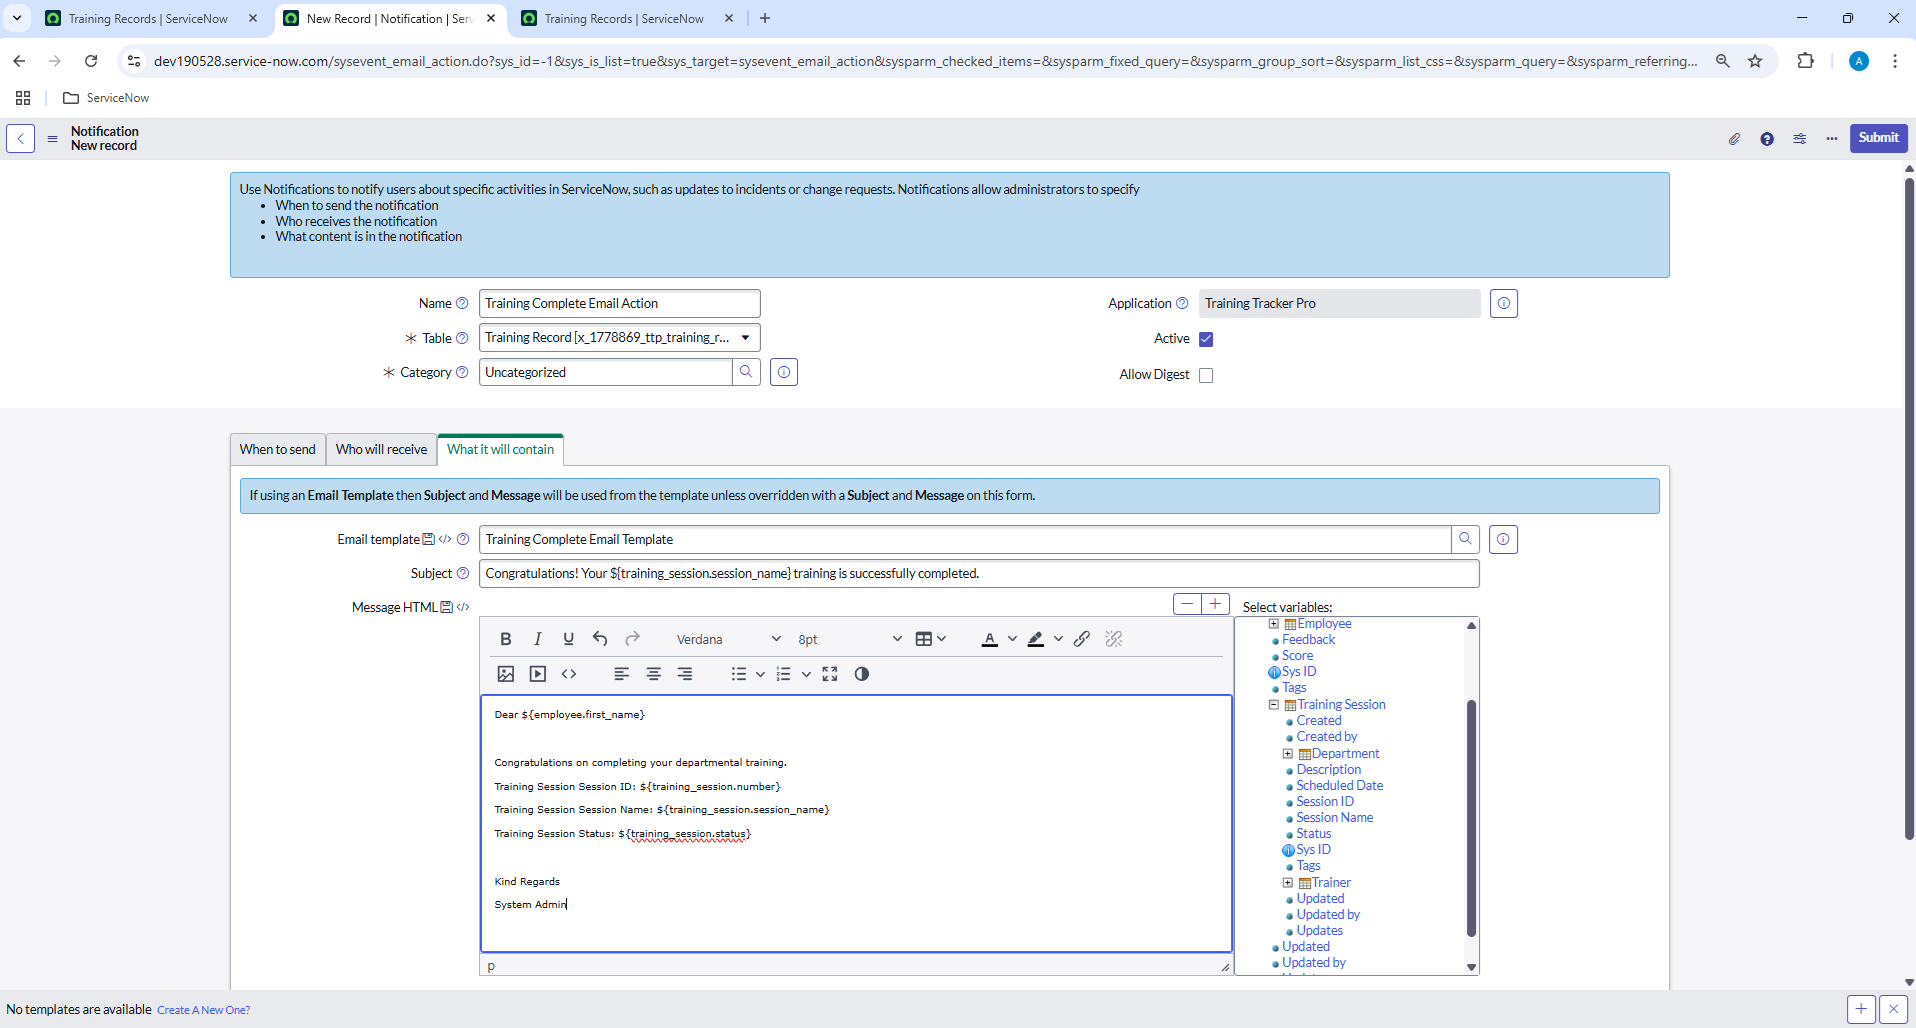 Training Records | ServiceNow
New Record | Notification | Serv
Training Records | ServiceNow
dev190528.service-now.com/sysevent_email_action.do?sys_id=-1&sys_is_list=true&sys_target=sysevent_email_action&sysparm_checked_items=&sysparm_fixed_query=&sysparm_group_sort=&sysparm_list_css=&sysparm_query=&sysparm_referring...
A
ServiceNow
Notification
New record
Submit
Use Notifications to notify users about specific activities in ServiceNow, such as updates to incidents or change requests. Notifications allow administrators to specify
• When to send the notification
• Who receives the notification
• What content is in the notification
Name
Training Complete Email Action
Application
Training Tracker Pro
Table
Training Record [x_1778869_ttp_training_r...
Active
Category
Uncategorized
Allow Digest
When to send
Who will receive
What it will contain
If using an Email Template then Subject and Message will be used from the template unless overridden with a Subject and Message on this form.
Email template
Training Complete Email Template
Subject
Congratulations! Your ${training_session.session_name} training is successfully completed.
Message HTML
Select variables:
Verdana
8pt
Dear ${employee.first_name}
Congratulations on completing your departmental training.
Training Session Session ID: ${training_session.number}
Training Session Session Name: ${training_session.session_name}
Training Session Status: ${training_session.status}
Kind Regards
System Admin
p
Employee
Feedback
Score
Sys ID
Tags
Training Session
Created
Created by
Department
Description
Scheduled Date
Session ID
Session Name
Status
Sys ID
Tags
Trainer
Updated
Updated by
Updates
Updated
Updated by
No templates are available Create A New One?